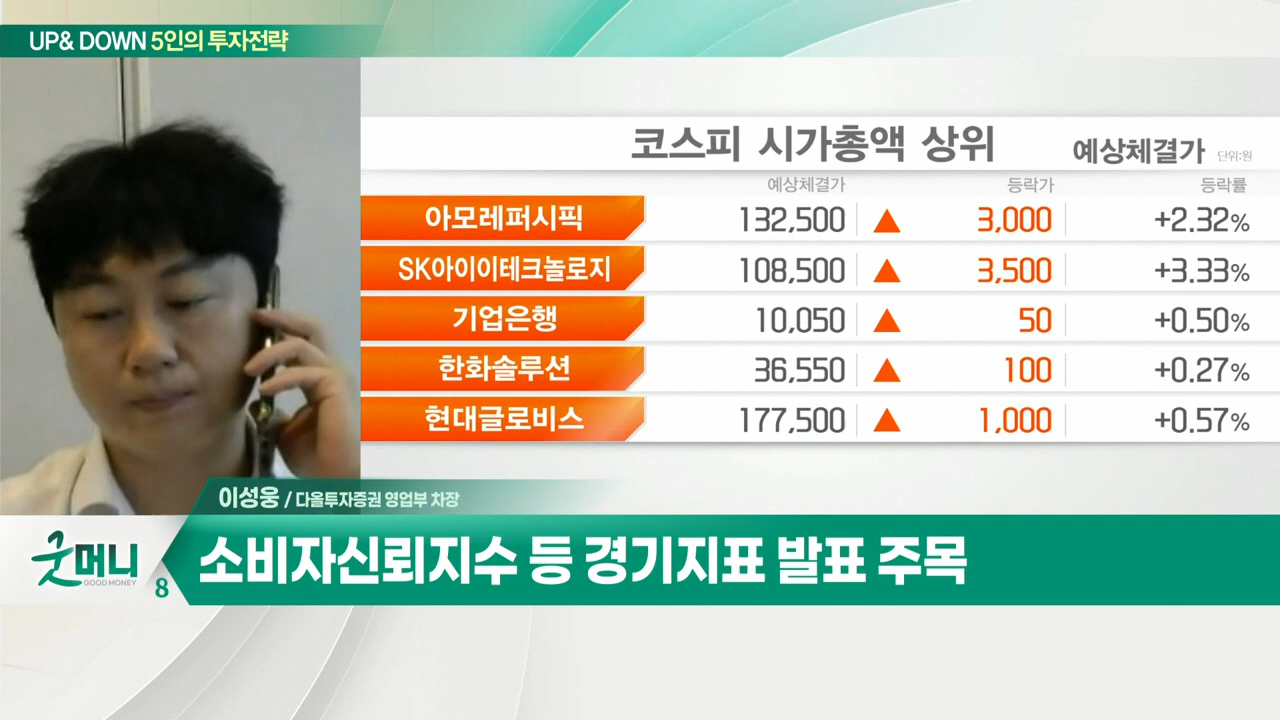 UP& DOWN 5인의 투자전략
코스피 시가총액 상위 예상체결가 단위:원
예상체결가 등락가 등락률
아모레퍼시픽 132,500 ▲ 3,000 +2.32%
SK아이이테크놀로지 108,500 ▲ 3,500 +3.33%
기업은행 10,050 ▲ 50 +0.50%
한화솔루션 36,550 ▲ 100 +0.27%
현대글로비스 177,500 ▲ 1,000 +0.57%
이성웅 / 다올투자증권 영업부 차장
굿머니
GOOD MONEY
8
소비자신뢰지수 등 경기지표 발표 주목